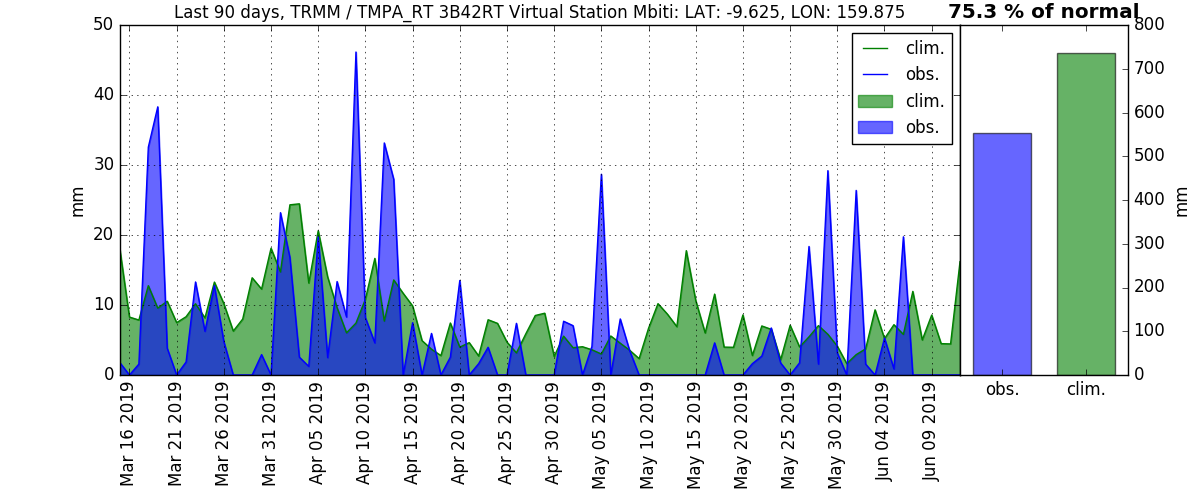 Last 90 days, TRMM / TMPA_RT 3B42RT Virtual Station Mbiti: LAT: -9.625, LON: 159.875
75.3 % of normal
50
40
30
20
10
0
mm
clim.
obs.
clim.
obs.
Mar 16 2019
Mar 21 2019
Mar 26 2019
Mar 31 2019
Apr 05 2019
Apr 10 2019
Apr 15 2019
Apr 20 2019
Apr 25 2019
Apr 30 2019
May 05 2019
May 10 2019
May 15 2019
May 20 2019
May 25 2019
May 30 2019
Jun 04 2019
Jun 09 2019
800
700
600
500
400
300
200
100
0
mm
obs.
clim.